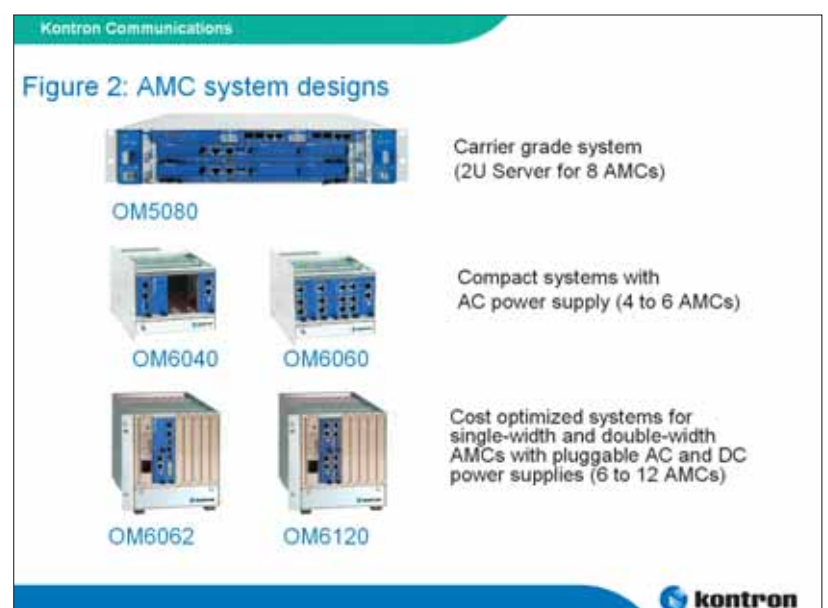 Kontron Communications
Figure 2: AMC system designs
Carrier grade system
(2U Server for 8 AMCs)
OM5080
Compact systems with
AC power supply (4 to 6 AMCs)
OM6040
OM6060
Cost optimized systems for
single-width and double-width
AMCs with pluggable AC and DC
power supplies (6 to 12 AMCs)
OM6062
OM6120
kontron